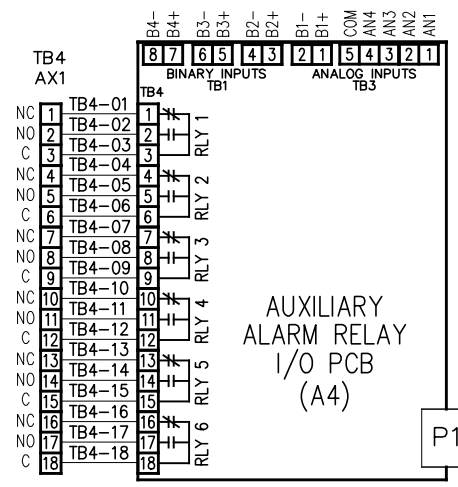 B4- B4+ B3- B3+ B2- B2+ B1- B1+ COM AN4 AN3 AN2 AN1
8 7 6 5 4 3 2 1 5 4 3 2 1
BINARY INPUTS ANALOG INPUTS
TB1 TB3
TB4
AX1
TB4
NC 1 TB4-01 1
NO 2 TB4-02 2
C 3 TB4-03 3
RLY 1
NC 4 TB4-04 4
NO 5 TB4-05 5
C 6 TB4-06 6
RLY 2
NC 7 TB4-07 7
NO 8 TB4-08 8
C 9 TB4-09 9
RLY 3
NC 10 TB4-10 10
NO 11 TB4-11 11
C 12 TB4-12 12
RLY 4
NC 13 TB4-13 13
NO 14 TB4-14 14
C 15 TB4-15 15
RLY 5
NC 16 TB4-16 16
NO 17 TB4-17 17
C 18 TB4-18 18
RLY 6
AUXILIARY
ALARM RELAY
I/O PCB
(A4)
P1